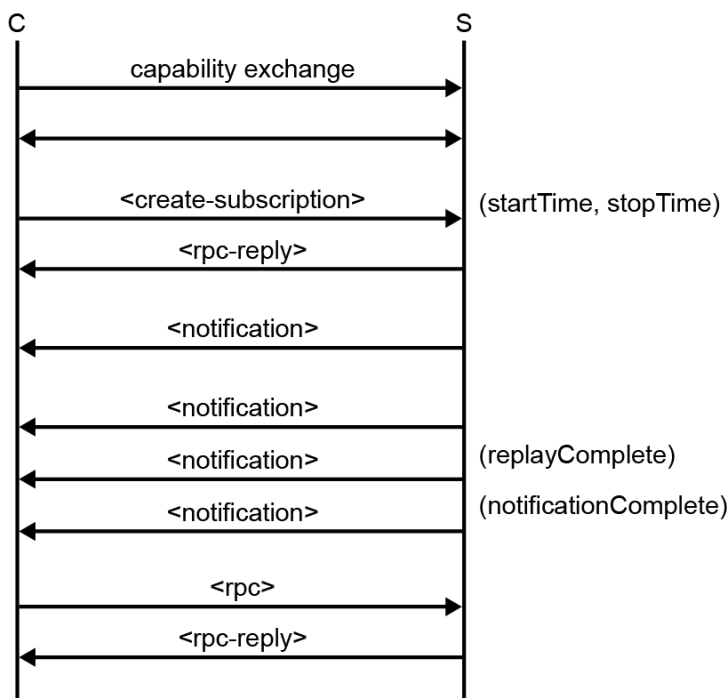 C S
capability exchange
<create-subscription> (startTime, stopTime)
<rpc-reply>
<notification>
<notification>
<notification> (replayComplete)
<notification> (notificationComplete)
<rpc>
<rpc-reply>